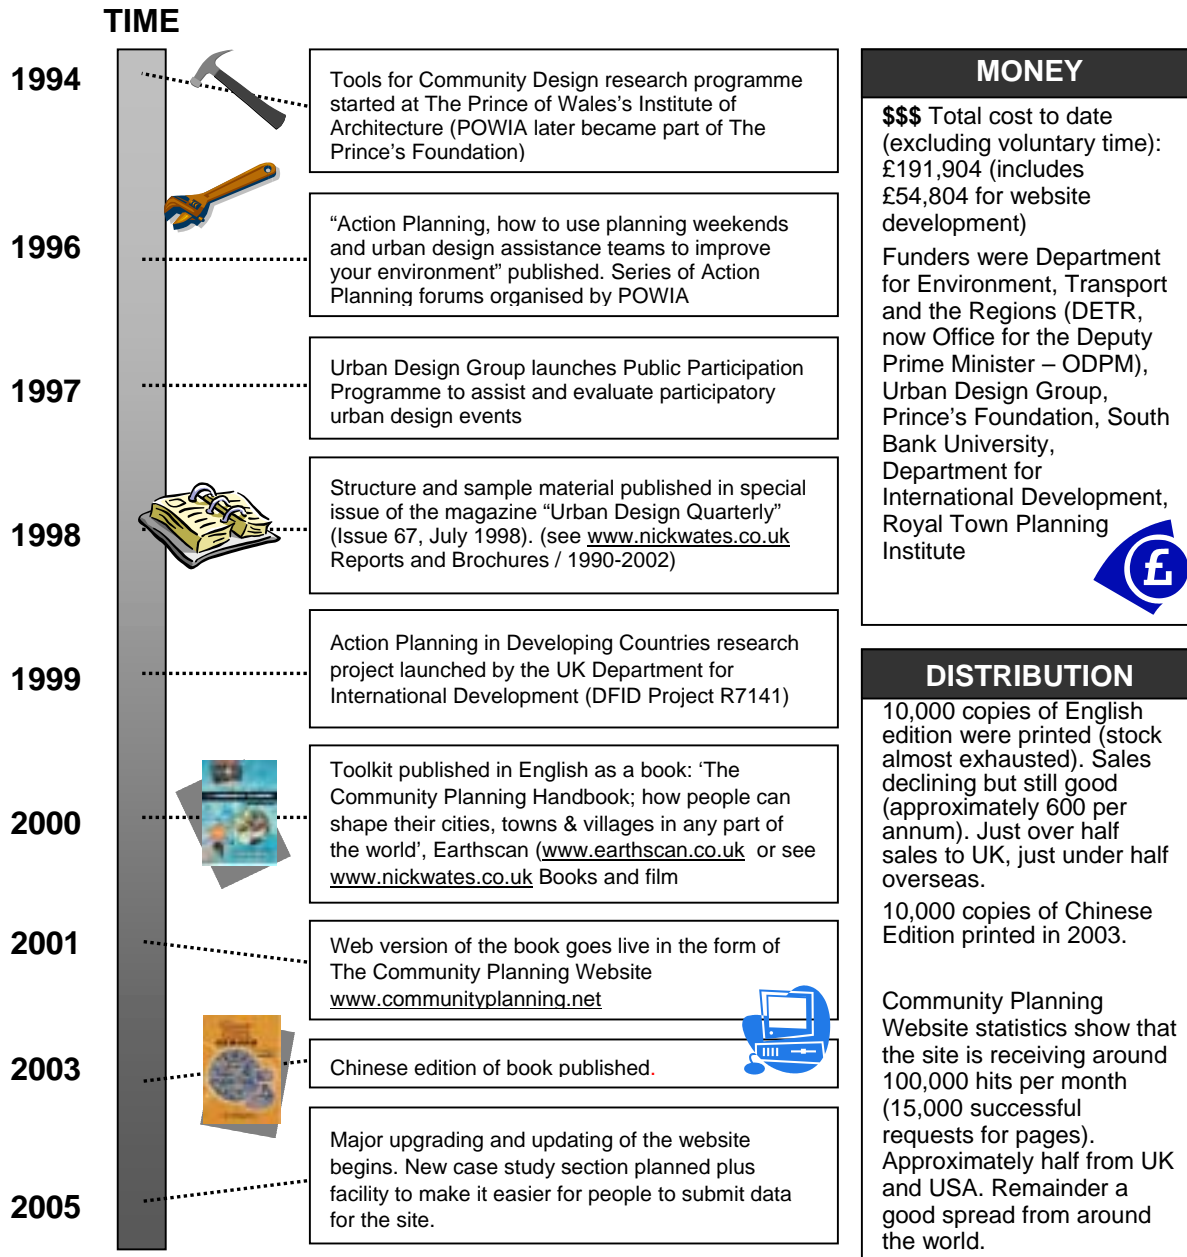 TIME
1994
Tools for Community Design research programme
started at The Prince of Wales's Institute of
Architecture (POWIA later became part of The
Prince's Foundation)
1996
“Action Planning, how to use planning weekends
and urban design assistance teams to improve
your environment” published. Series of Action
Planning forums organised by POWIA
1997
Urban Design Group launches Public Participation
Programme to assist and evaluate participatory
urban design events
1998
Structure and sample material published in special
issue of the magazine “Urban Design Quarterly”
(Issue 67, July 1998). (see www.nickwates.co.uk
Reports and Brochures / 1990-2002)
1999
Action Planning in Developing Countries research
project launched by the UK Department for
International Development (DFID Project R7141)
2000
Toolkit published in English as a book: ‘The
Community Planning Handbook; how people can
shape their cities, towns & villages in any part of
the world’, Earthscan (www.earthscan.co.uk or see
www.nickwates.co.uk Books and film
2001
Web version of the book goes live in the form of
The Community Planning Website
www.communityplanning.net
2003
Chinese edition of book published.
2005
Major upgrading and updating of the website
begins. New case study section planned plus
facility to make it easier for people to submit data
for the site.
MONEY
$$$ Total cost to date
(excluding voluntary time):
£191,904 (includes
£54,804 for website
development)
Funders were Department
for Environment, Transport
and the Regions (DETR,
now Office for the Deputy
Prime Minister – ODPM),
Urban Design Group,
Prince's Foundation, South
Bank University,
Department for
International Development,
Royal Town Planning
Institute
£
DISTRIBUTION
10,000 copies of English
edition were printed (stock
almost exhausted). Sales
declining but still good
(approximately 600 per
annum). Just over half
sales to UK, just under half
overseas.
10,000 copies of Chinese
Edition printed in 2003.
Community Planning
Website statistics show that
the site is receiving around
100,000 hits per month
(15,000 successful
requests for pages).
Approximately half from UK
and USA. Remainder a
good spread from around
the world.